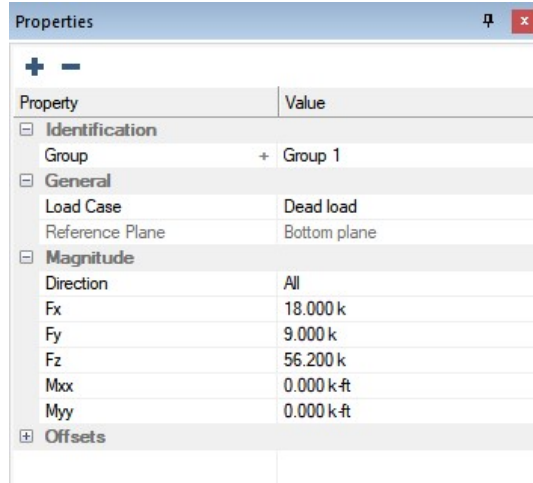 Properties
Property Value
Identification
Group + Group 1
General
Load Case Dead load
Reference Plane Bottom plane
Magnitude
Direction All
Fx 18.000 k
Fy 9.000 k
Fz 56.200 k
Mxx 0.000 k-ft
Myy 0.000 k-ft
Offsets